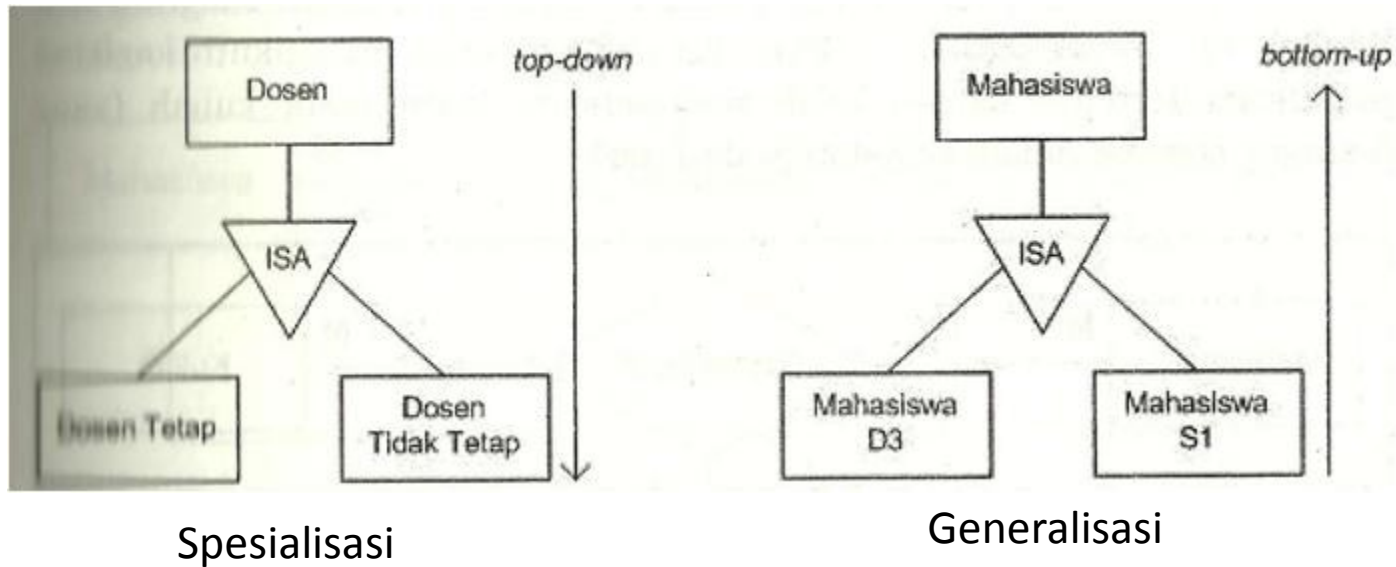 Dosen
top-down
ISA
Dosen Tetap
Dosen
Tidak Tetap
Spesialisasi
Mahasiswa
bottom-up
ISA
Mahasiswa
D3
Mahasiswa
S1
Generalisasi